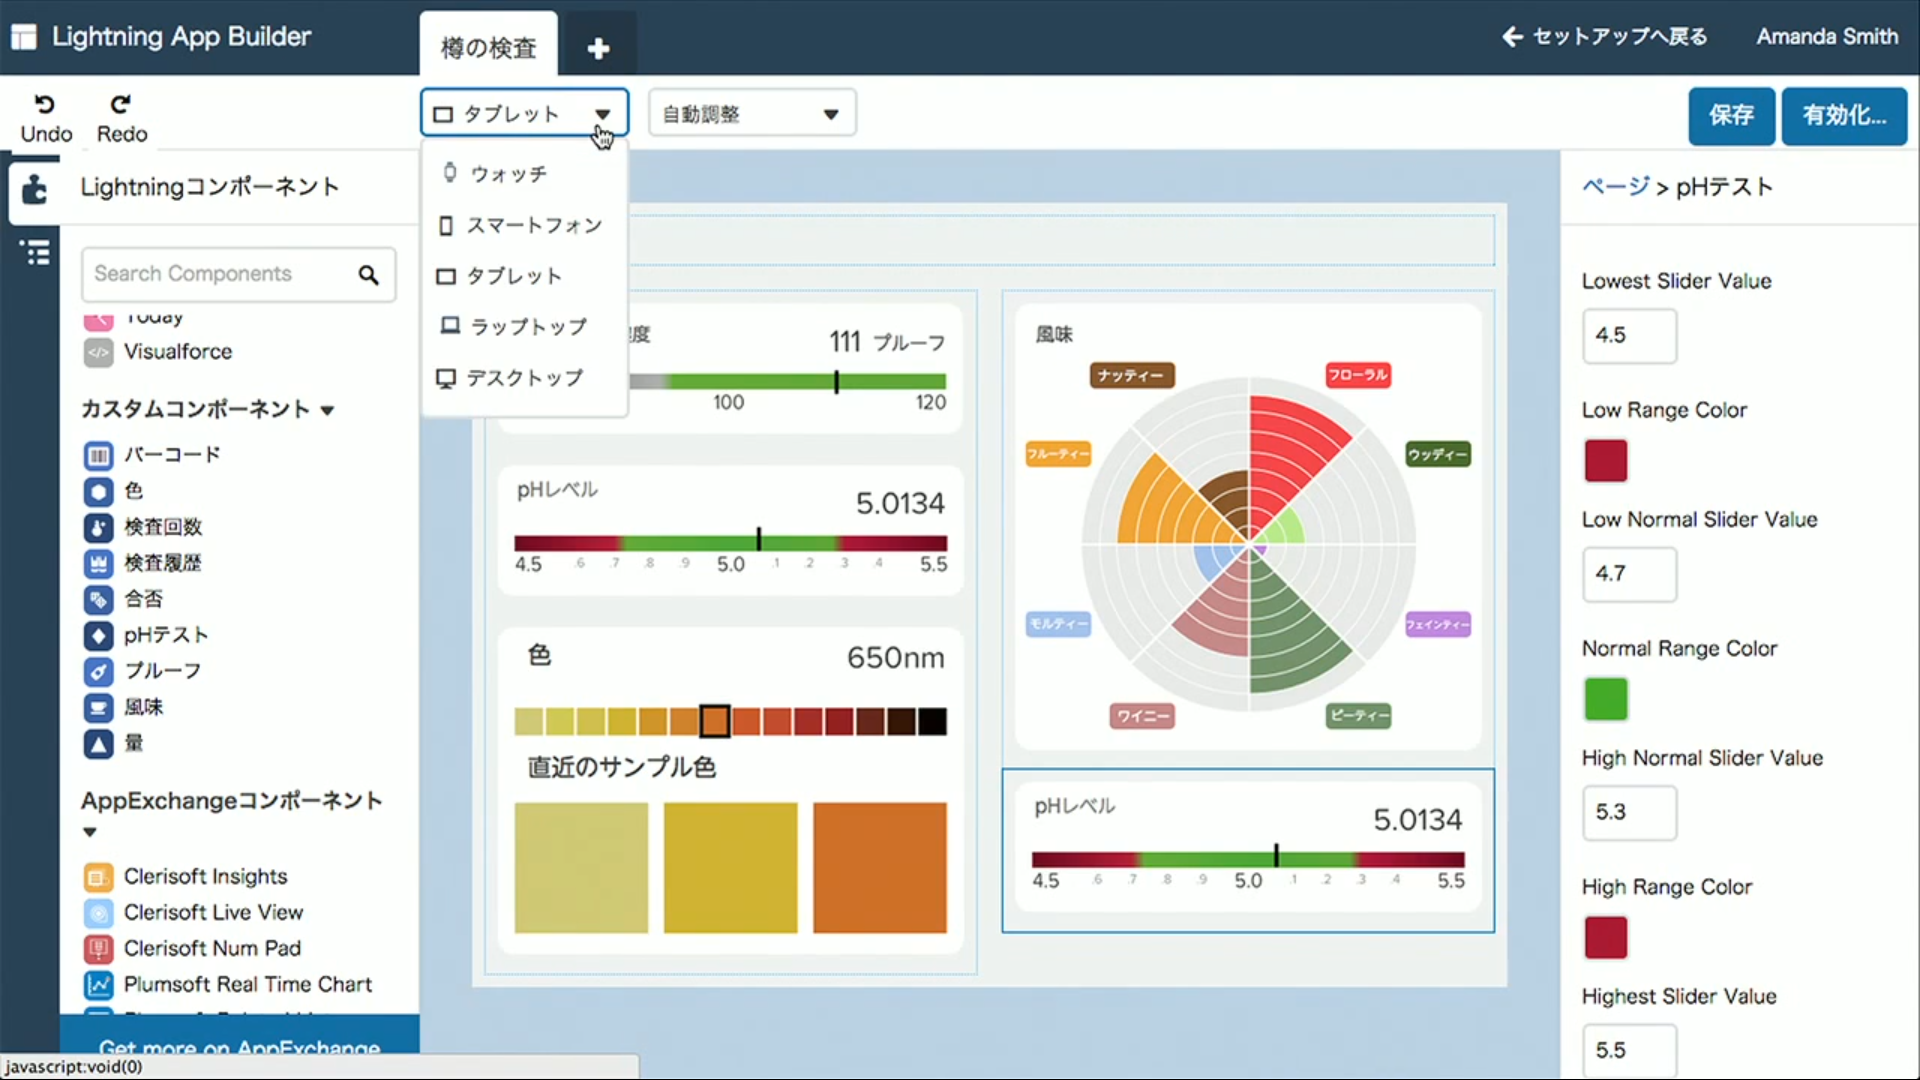 Lightning App Builder
樽の検査
セットアップへ戻る
Amanda Smith
Undo
Redo
タブレット
自動調整
保存
有効化...
Lightningコンポーネント
Search Components
Today
Visualforce
カスタムコンポーネント
バーコード
色
検査回数
検査履歴
合否
pHテスト
プルーフ
風味
量
AppExchangeコンポーネント
Clerisoft Insights
Clerisoft Live View
Clerisoft Num Pad
Plumsoft Real Time Chart
Get more on AppExchange
javascript:void(0)
ウォッチ
スマートフォン
タブレット
ラップトップ
デスクトップ
度
111 プルーフ
100
120
pHレベル
5.0134
4.5 .6 .7 .8 .9 5.0 .1 .2 .3 .4 5.5
色
650nm
直近のサンプル色
風味
ナッティー
フローラル
フルーティー
ウッディー
モルティー
フェインティー
ワイニー
ピーティー
pHレベル
5.0134
4.5 .6 .7 .8 .9 5.0 .1 .2 .3 .4 5.5
ページ > pHテスト
Lowest Slider Value
4.5
Low Range Color
Low Normal Slider Value
4.7
Normal Range Color
High Normal Slider Value
5.3
High Range Color
Highest Slider Value
5.5